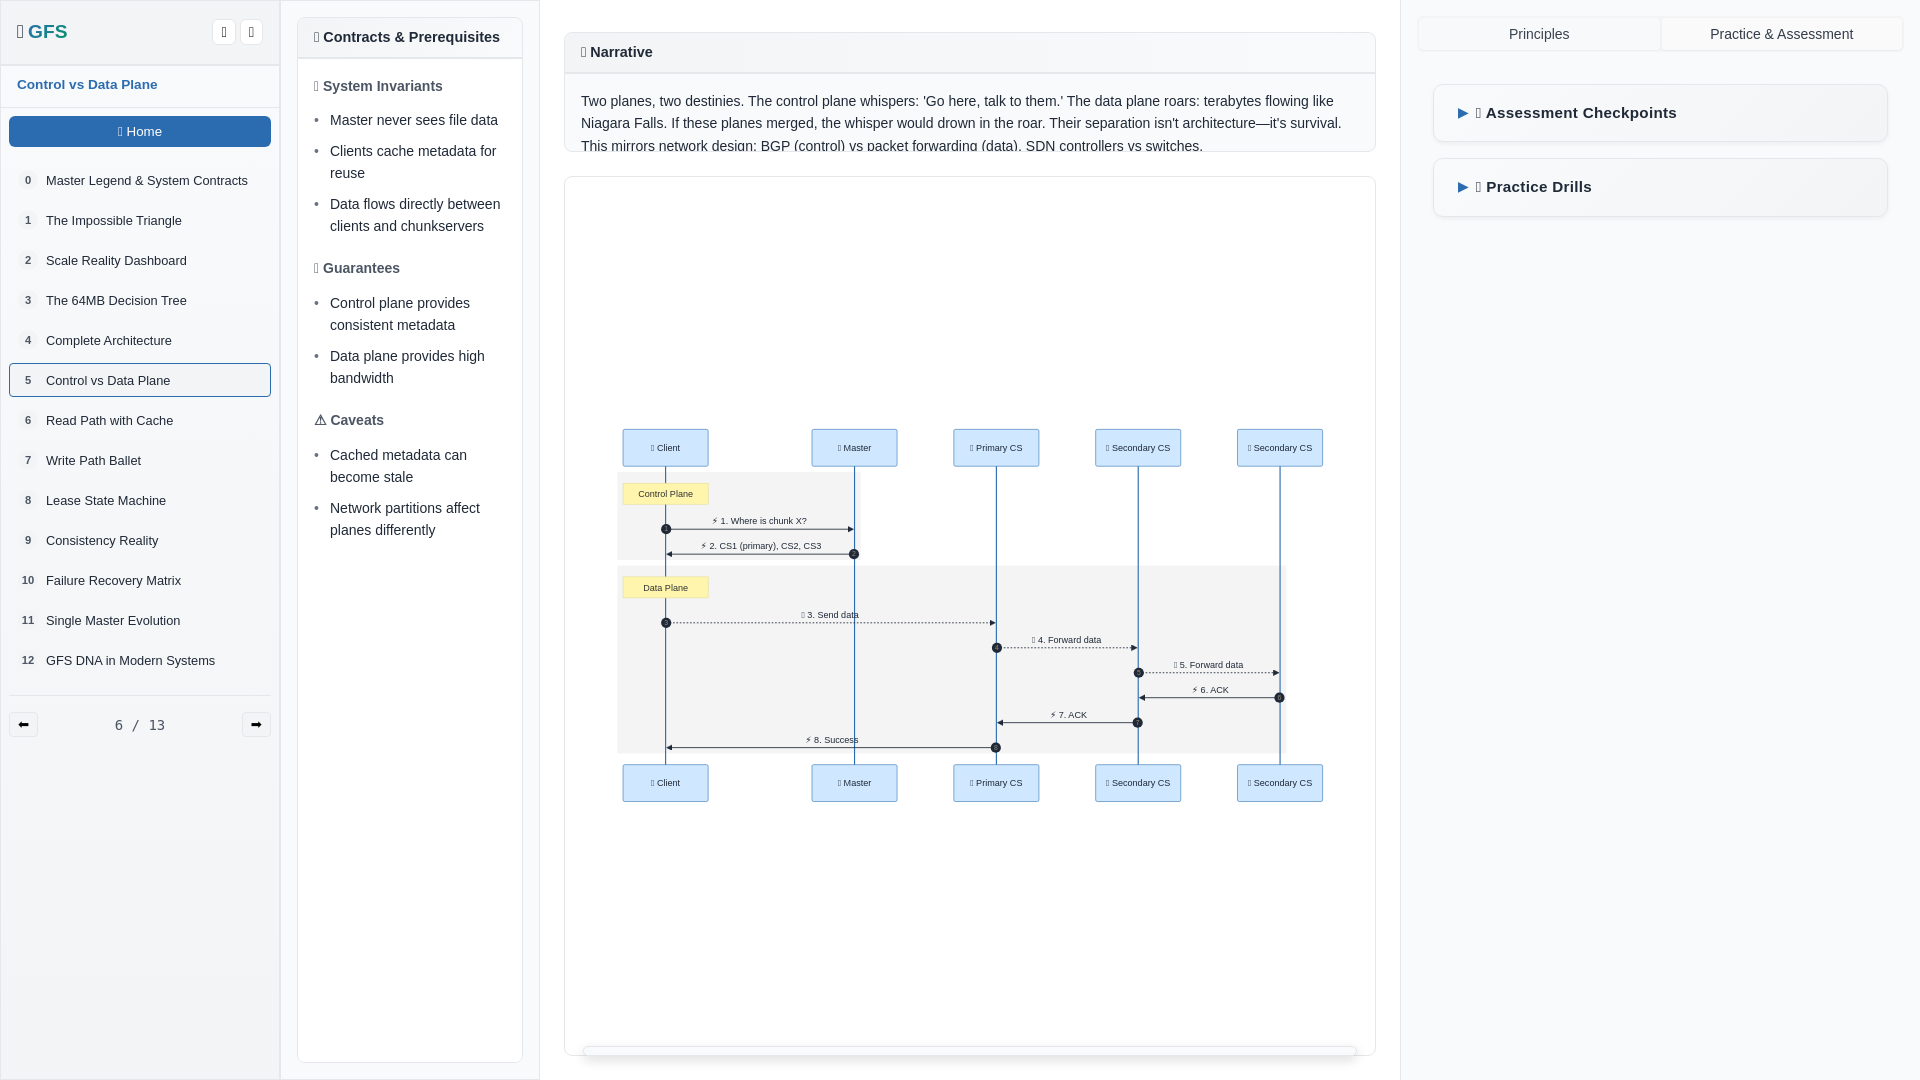 GFS
Control vs Data Plane
Home
0 Master Legend & System Contracts
1 The Impossible Triangle
2 Scale Reality Dashboard
3 The 64MB Decision Tree
4 Complete Architecture
5 Control vs Data Plane
6 Read Path with Cache
7 Write Path Ballet
8 Lease State Machine
9 Consistency Reality
10 Failure Recovery Matrix
11 Single Master Evolution
12 GFS DNA in Modern Systems
⬅ 6 / 13 ➡
Contracts & Prerequisites
System Invariants
• Master never sees file data
• Clients cache metadata for
reuse
• Data flows directly between
clients and chunkservers
Guarantees
• Control plane provides
consistent metadata
• Data plane provides high
bandwidth
⚠ Caveats
• Cached metadata can
become stale
• Network partitions affect
planes differently
Narrative
Two planes, two destinies. The control plane whispers: 'Go here, talk to them.' The data plane roars: terabytes flowing like
Niagara Falls. If these planes merged, the whisper would drown in the roar. Their separation isn't architecture—it's survival.
This mirrors network design: BGP (control) vs packet forwarding (data). SDN controllers vs switches.
Client Master Primary CS Secondary CS Secondary CS
Control Plane
⚡ 1. Where is chunk X?
1
⚡ 2. CS1 (primary), CS2, CS3
2
Data Plane
3. Send data
3
4. Forward data
4
5. Forward data
5
⚡ 6. ACK
6
⚡ 7. ACK
7
⚡ 8. Success
8
Client Master Primary CS Secondary CS Secondary CS
Principles Practice & Assessment
▶ Assessment Checkpoints
▶ Practice Drills